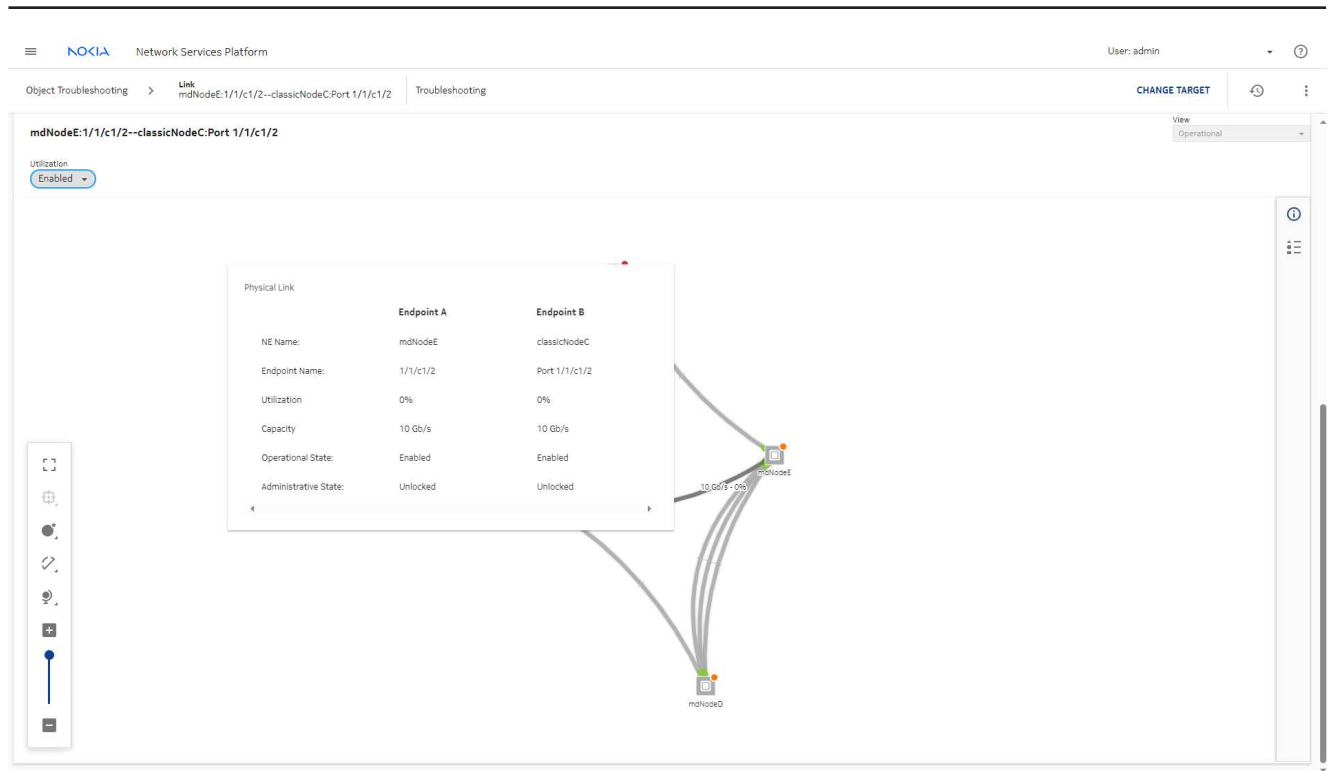 NOKIA Network Services Platform User: admin
Object Troubleshooting > Link Troubleshooting CHANGE TARGET
mdNodeE:1/1/c1/2--classicNodeC:Port 1/1/c1/2
mdNodeE:1/1/c1/2--classicNodeC:Port 1/1/c1/2
View
Operational
Utilization
Enabled
Physical Link
Endpoint A Endpoint B
NE Name: mdNodeE classicNodeC
Endpoint Name: 1/1/c1/2 Port 1/1/c1/2
Utilization 0% 0%
Capacity 10 Gb/s 10 Gb/s
Operational State: Enabled Enabled
Administrative State: Unlocked Unlocked
mdNodeE
10 Gb/s - 0%
mdNodeD